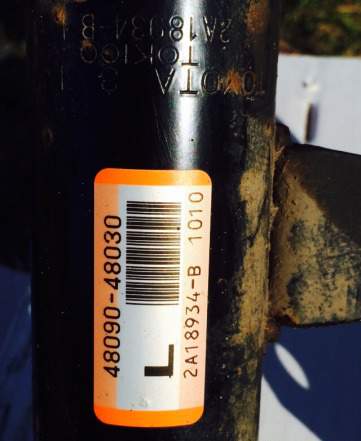 2A18934-B
TOKICO
TOYOTA
48090-48030
L
2A18934-B 1010